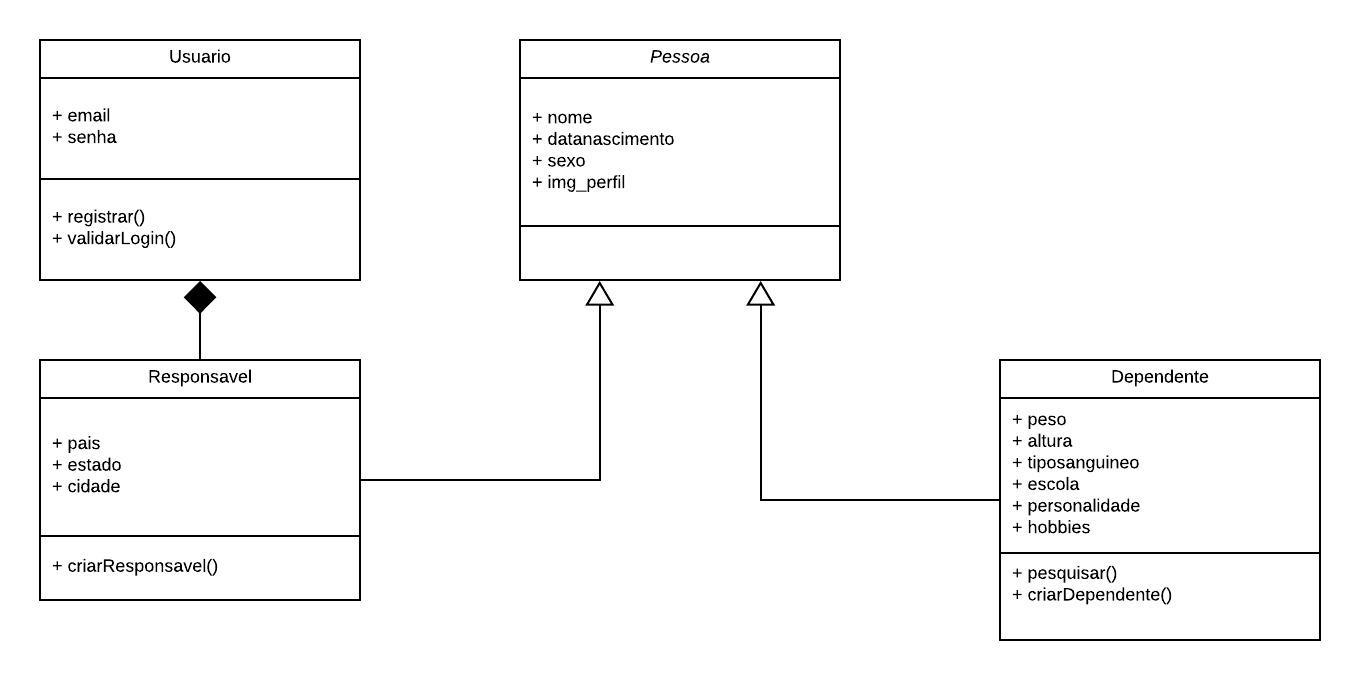 Usuario
+ email
+ senha
+ registrar()
+ validarLogin()
Pessoa
+ nome
+ datanascimento
+ sexo
+ img_perfil
Responsavel
+ pais
+ estado
+ cidade
+ criarResponsavel()
Dependente
+ peso
+ altura
+ tiposanguineo
+ escola
+ personalidade
+ hobbies
+ pesquisar()
+ criarDependente()